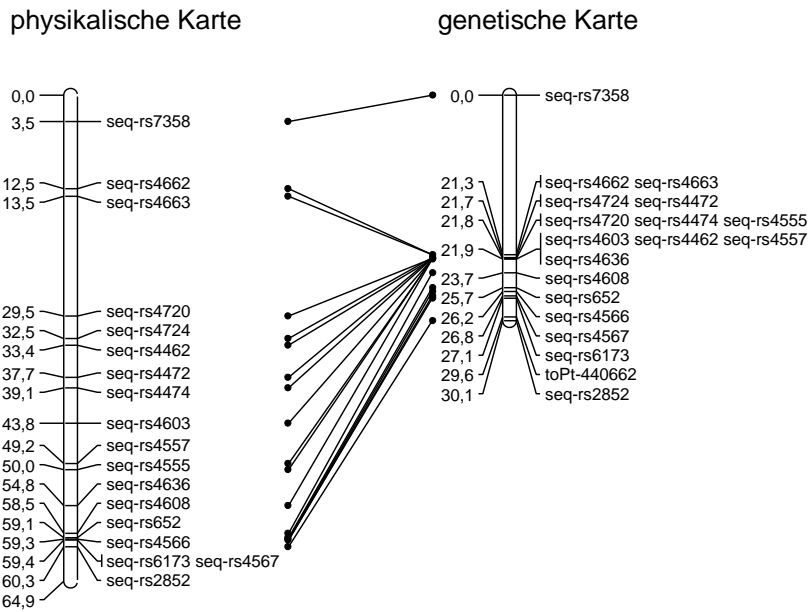 physikalische Karte
genetische Karte
0,0
3,5 seq-rs7358
12,5 seq-rs4662
13,5 seq-rs4663
29,5 seq-rs4720
32,5 seq-rs4724
33,4 seq-rs4462
37,7 seq-rs4472
39,1 seq-rs4474
43,8 seq-rs4603
49,2 seq-rs4557
50,0 seq-rs4555
54,8 seq-rs4636
58,5 seq-rs4608
59,1 seq-rs652
59,3 seq-rs4566
59,4 seq-rs6173 seq-rs4567
60,3 seq-rs2852
64,9
0,0 seq-rs7358
21,3 seq-rs4662 seq-rs4663
21,7 seq-rs4724 seq-rs4472
21,8 seq-rs4720 seq-rs4474 seq-rs4555
seq-rs4603 seq-rs4462 seq-rs4557
21,9
seq-rs4636
23,7 seq-rs4608
25,7 seq-rs652
26,2 seq-rs4566
26,8 seq-rs4567
27,1 seq-rs6173
29,6 toPt-440662
30,1 seq-rs2852